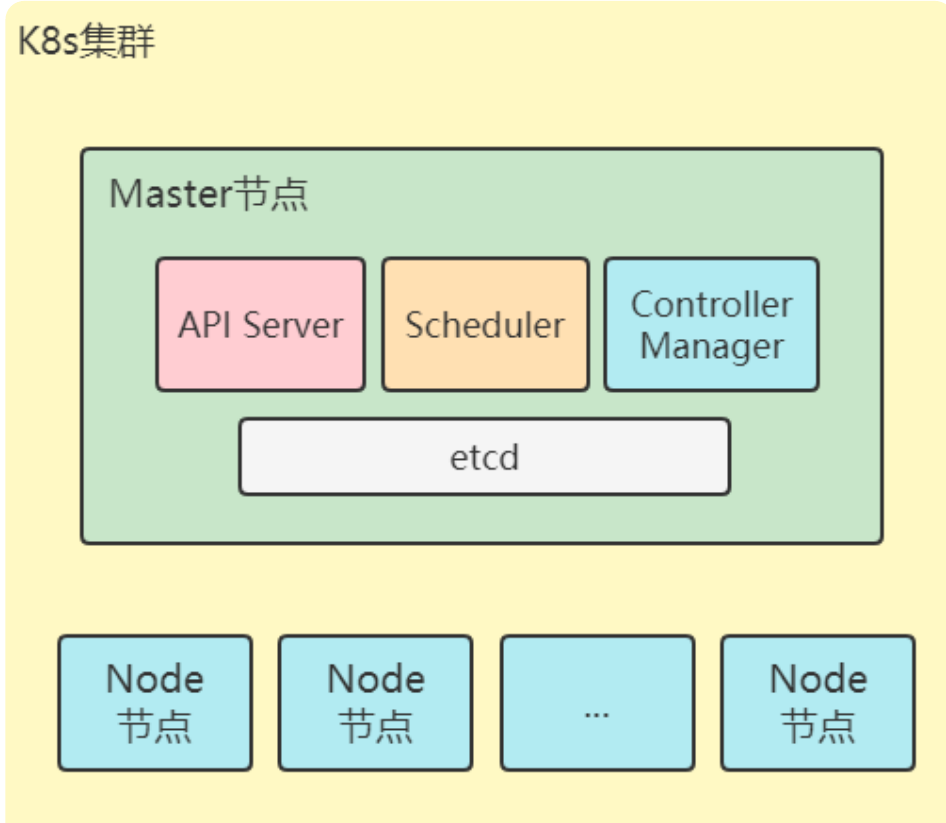 K8s集群
Master节点
API Server
Scheduler
Controller
Manager
etcd
Node
节点
Node
节点
...
Node
节点